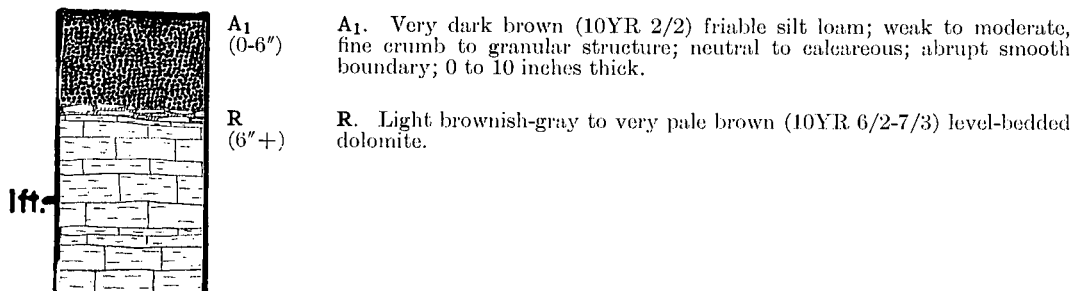 A₁
(0-6″)
A₁. Very dark brown (10YR 2/2) friable silt loam; weak to moderate,
fine crumb to granular structure; neutral to calcareous; abrupt smooth
boundary; 0 to 10 inches thick.
R
(6″+)
R. Light brownish-gray to very pale brown (10YR 6/2-7/3) level-bedded
dolomite.
1ft.